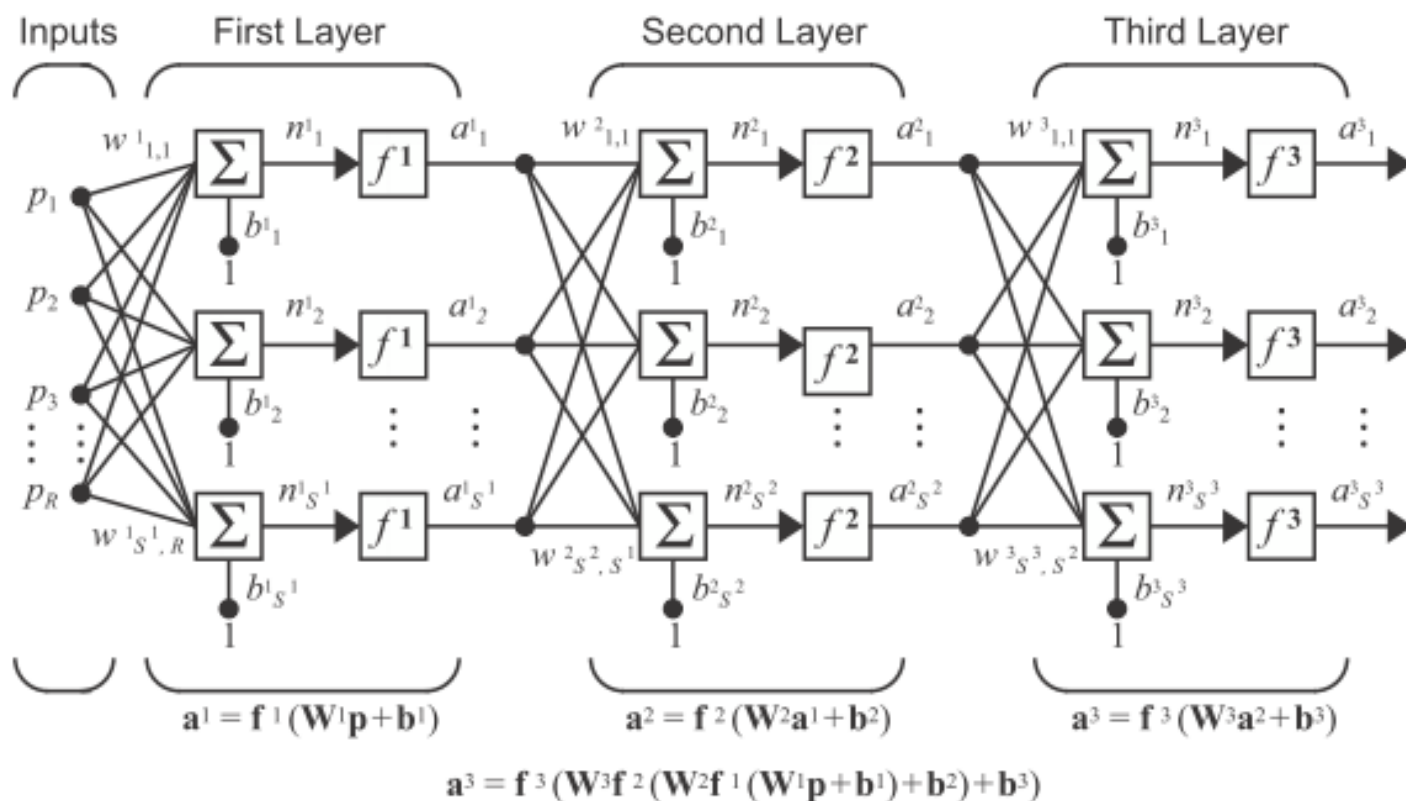 Inputs First Layer Second Layer Third Layer
w¹₁,₁ Σ n¹₁ f¹ a¹₁ w²₁,₁ Σ n²₁ f² a²₁ w³₁,₁ Σ n³₁ f³ a³₁
p₁ b¹₁ b²₁ b³₁
1 1 1
p₂ Σ n¹₂ f¹ a¹₂ Σ n²₂ f² a²₂ Σ n³₂ f³ a³₂
p₃ b¹₂ b²₂ b³₂
1 1 1
p_R Σ n¹_S¹ f¹ a¹_S¹ Σ n²_S² f² a²_S² Σ n³_S³ f³ a³_S³
w¹_S¹,R w²_S²,S¹ w³_S³,S²
b¹_S¹ b²_S² b³_S³
1 1 1
a¹ = f¹(W¹p+b¹) a² = f²(W²a¹+b²) a³ = f³(W³a²+b³)
a³ = f³(W³f²(W²f¹(W¹p+b¹)+b²)+b³)